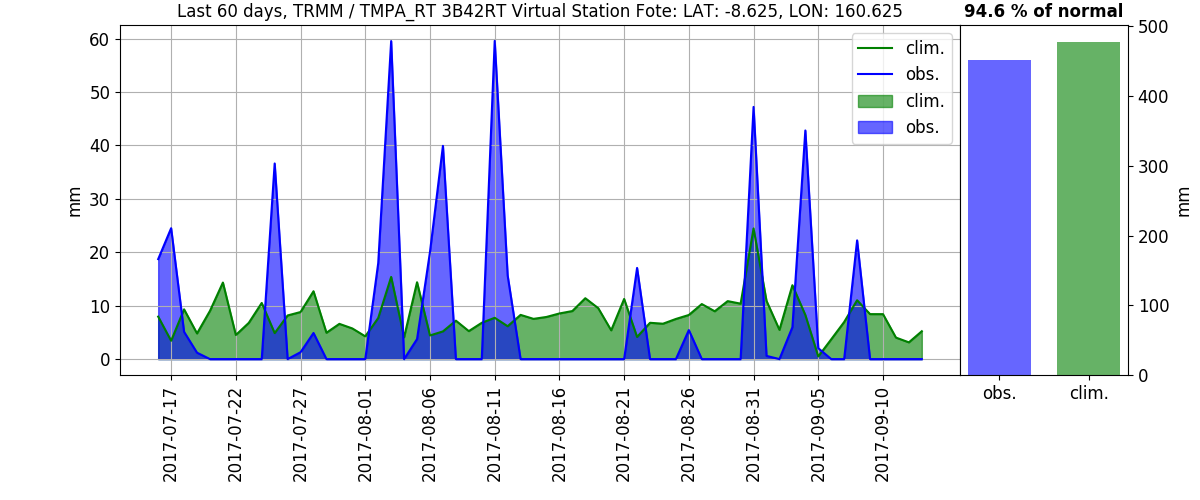 Last 60 days, TRMM / TMPA_RT 3B42RT Virtual Station Fote: LAT: -8.625, LON: 160.625
94.6 % of normal
60
50
40
30
20
10
0
mm
clim.
obs.
clim.
obs.
2017-07-17
2017-07-22
2017-07-27
2017-08-01
2017-08-06
2017-08-11
2017-08-16
2017-08-21
2017-08-26
2017-08-31
2017-09-05
2017-09-10
500
400
300
200
100
0
mm
obs.
clim.